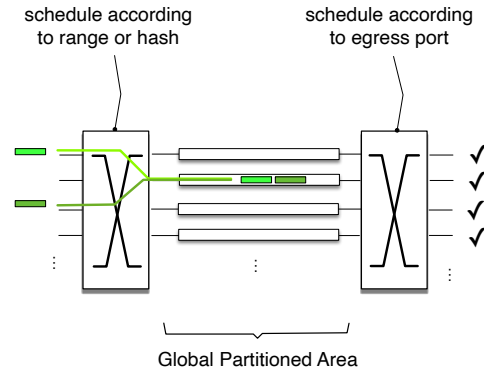 schedule according
to range or hash
schedule according
to egress port
Global Partitioned Area